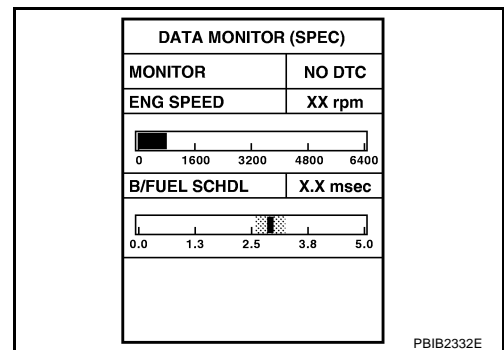 DATA MONITOR (SPEC)
MONITOR NO DTC
ENG SPEED XX rpm
0 1600 3200 4800 6400
B/FUEL SCHDL X.X msec
0.0 1.3 2.5 3.8 5.0
PBIB2332E